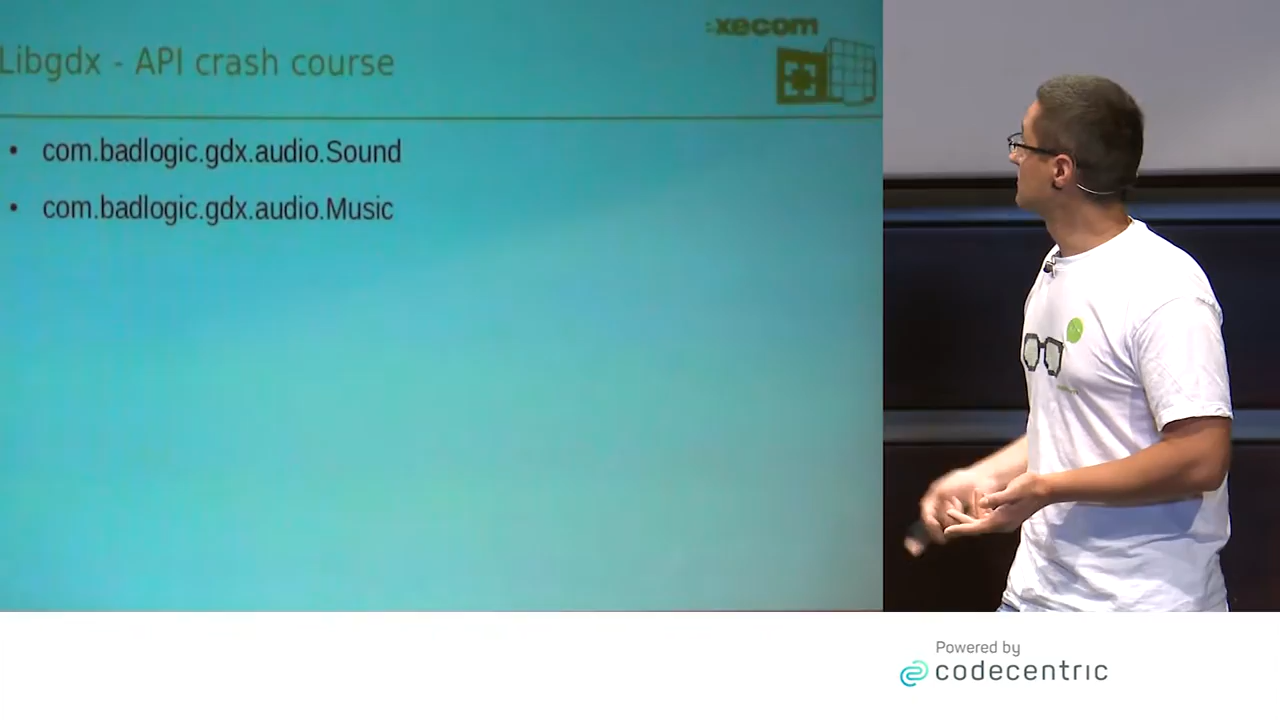 :xecom
Libgdx - API crash course
• com.badlogic.gdx.audio.Sound
• com.badlogic.gdx.audio.Music
Powered by
codecentric